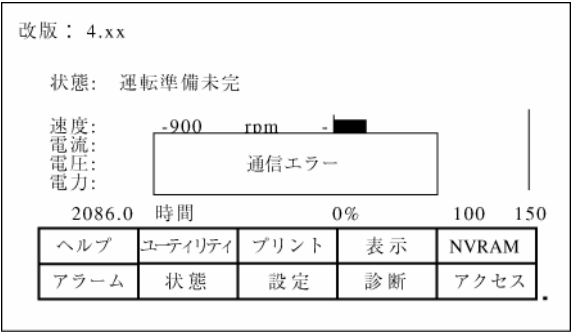 改版： 4.xx
状態: 運転準備未完
速度: -900 rpm -
電流:
電圧:
電力:
通信エラー
2086.0 時間 0% 100 150
ヘルプ ユーティリティ プリント 表示 NVRAM
アラーム 状態 設定 診断 アクセス